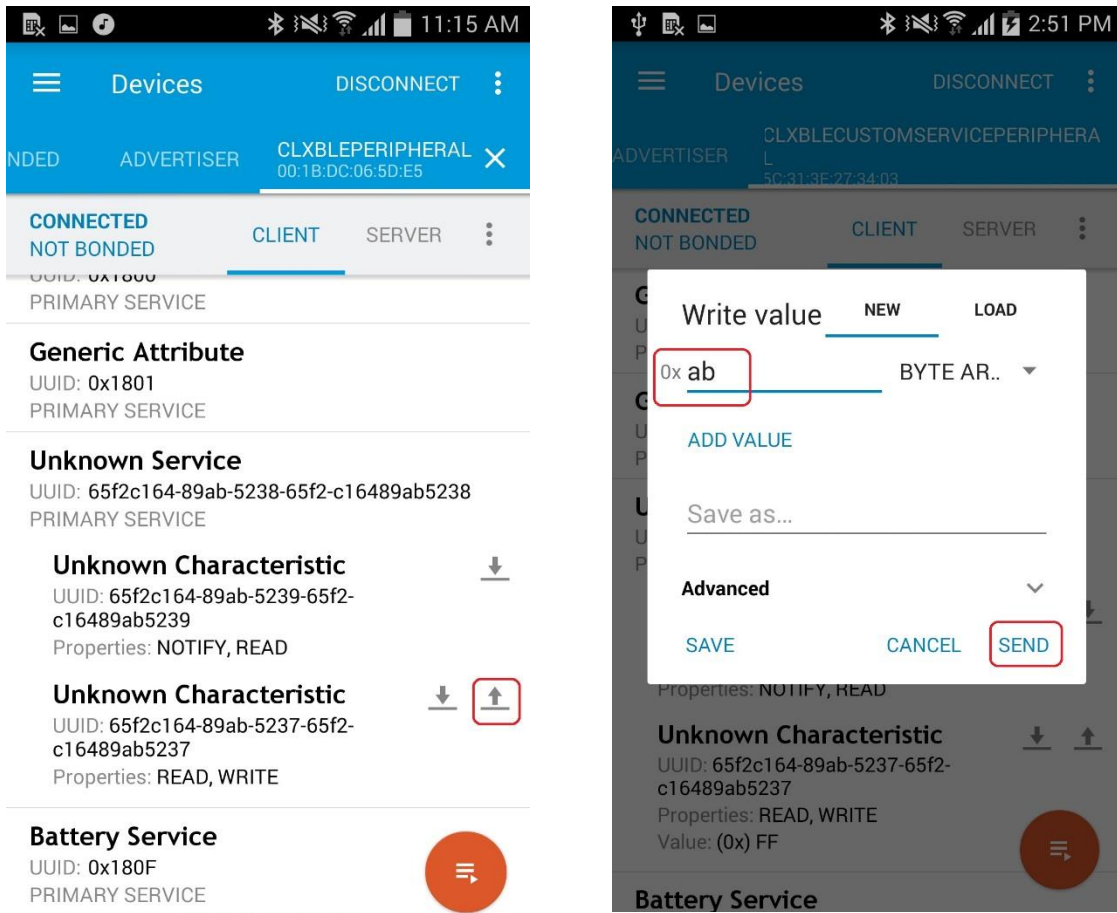 11:15 AM
Devices
DISCONNECT
NDED
ADVERTISER
CLXBLEPERIPHERAL
00:1B:DC:06:5D:E5
CONNECTED
NOT BONDED
CLIENT
SERVER
UUID: 0x1800
PRIMARY SERVICE
Generic Attribute
UUID: 0x1801
PRIMARY SERVICE
Unknown Service
UUID: 65f2c164-89ab-5238-65f2-c16489ab5238
PRIMARY SERVICE
Unknown Characteristic
UUID: 65f2c164-89ab-5239-65f2-
c16489ab5239
Properties: NOTIFY, READ
Unknown Characteristic
UUID: 65f2c164-89ab-5237-65f2-
c16489ab5237
Properties: READ, WRITE
Battery Service
UUID: 0x180F
PRIMARY SERVICE
2:51 PM
Devices
DISCONNECT
ADVERTISER
CLXBLECUSTOMSERVICEPERIPHERA
L
5C:31:3E:27:34:03
CONNECTED
NOT BONDED
CLIENT
SERVER
G
U
P
G
U
P
U
U
P
Write value
NEW
LOAD
0x ab
BYTE AR..
ADD VALUE
Save as...
Advanced
SAVE
CANCEL
SEND
Properties: NOTIFY, READ
Unknown Characteristic
UUID: 65f2c164-89ab-5237-65f2-
c16489ab5237
Properties: READ, WRITE
Value: (0x) FF
Battery Service